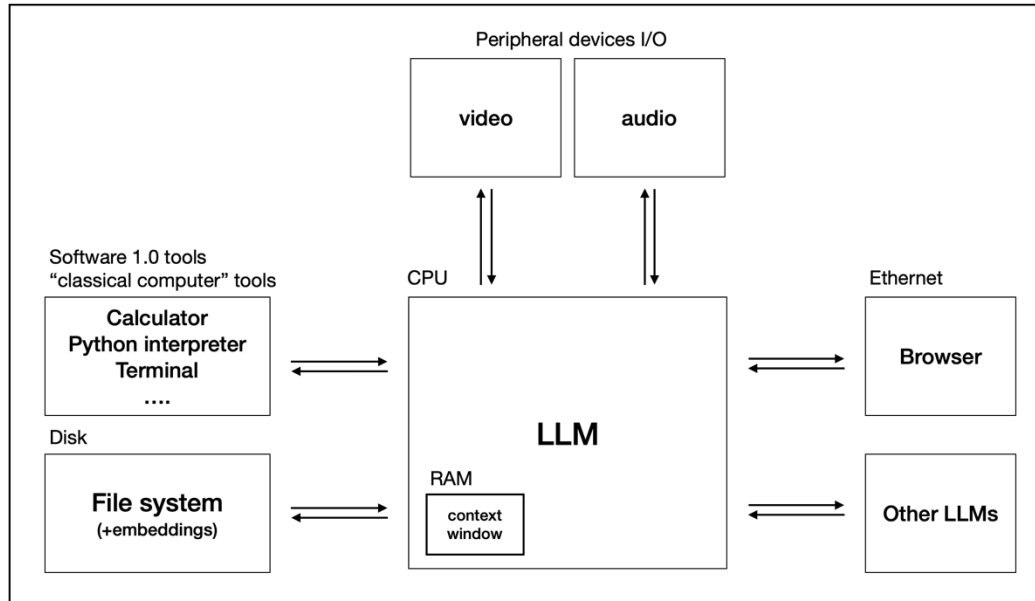 Peripheral devices I/O
video
audio
Software 1.0 tools
“classical computer” tools
Calculator
Python interpreter
Terminal
....
CPU
Ethernet
Browser
LLM
Disk
File system
(+embeddings)
RAM
context
window
Other LLMs